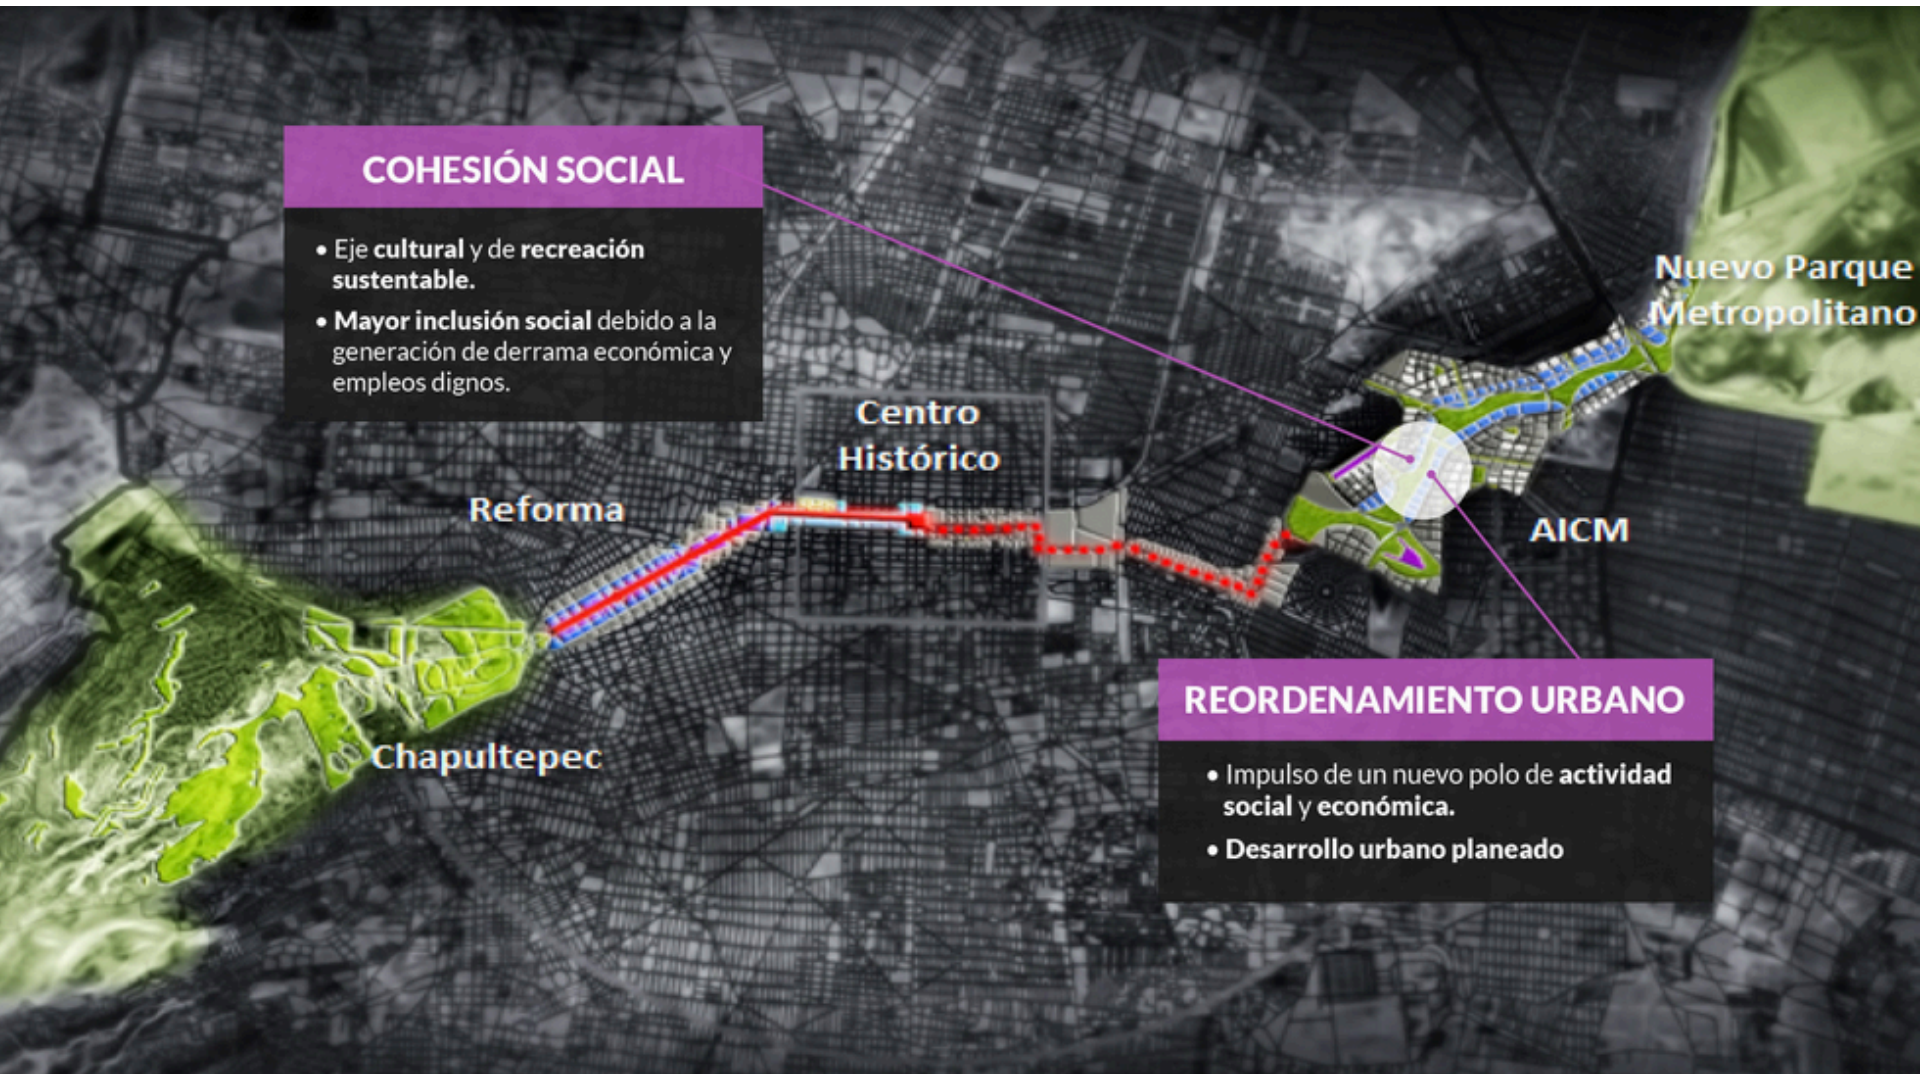 COHESIÓN SOCIAL
• Eje cultural y de recreación
sustentable.
• Mayor inclusión social debido a la
generación de derrama económica y
empleos dignos.
Nuevo Parque
Metropolitano
Centro
Histórico
Reforma
AICM
Chapultepec
REORDENAMIENTO URBANO
• Impulso de un nuevo polo de actividad
social y económica.
• Desarrollo urbano planeado